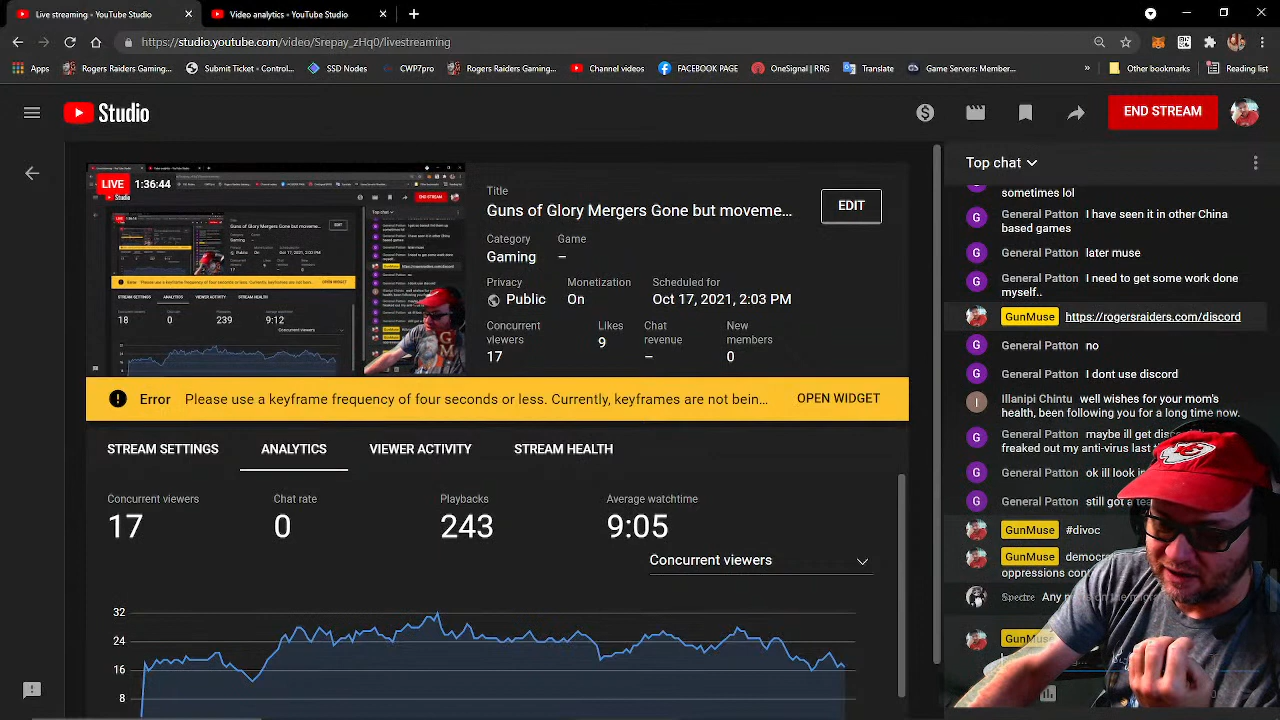 Live streaming - YouTube Studio
Video analytics - YouTube Studio
https://studio.youtube.com/video/Srepay_zHq0/livestreaming
Apps
Rogers Raiders Gaming...
Submit Ticket - Control...
SSD Nodes
CWP7pro
Rogers Raiders Gaming...
Channel videos
FACEBOOK PAGE
OneSignal | RRG
Translate
Game Servers: Member...
»
Other bookmarks
Reading list
Studio
END STREAM
LIVE 1:36:44
Title
Guns of Glory Mergers Gone but moveme...
EDIT
Category
Game
Gaming
–
Privacy
Monetization
Scheduled for
Public
On
Oct 17, 2021, 2:03 PM
Concurrent viewers
Likes
Chat revenue
New members
17
9
–
0
Error Please use a keyframe frequency of four seconds or less. Currently, keyframes are not bein...
OPEN WIDGET
STREAM SETTINGS
ANALYTICS
VIEWER ACTIVITY
STREAM HEALTH
Concurrent viewers
Chat rate
Playbacks
Average watchtime
17
0
243
9:05
Concurrent viewers
32
24
16
8
Top chat
sometimes lol
General Patton I have seen it in other China
based games
General Patton I am muse
General Patton I need to get some work done
myself..
GunMuse https://rogersraiders.com/discord
General Patton no
General Patton I dont use discord
Illanipi Chintu well wishes for your mom's
health, been following you for a long time now.
General Patton maybe ill get
freaked out my anti-virus last
General Patton ok ill look
General Patton still got a
GunMuse #divoc
GunMuse
oppressions
Spectre Any
GunMuse